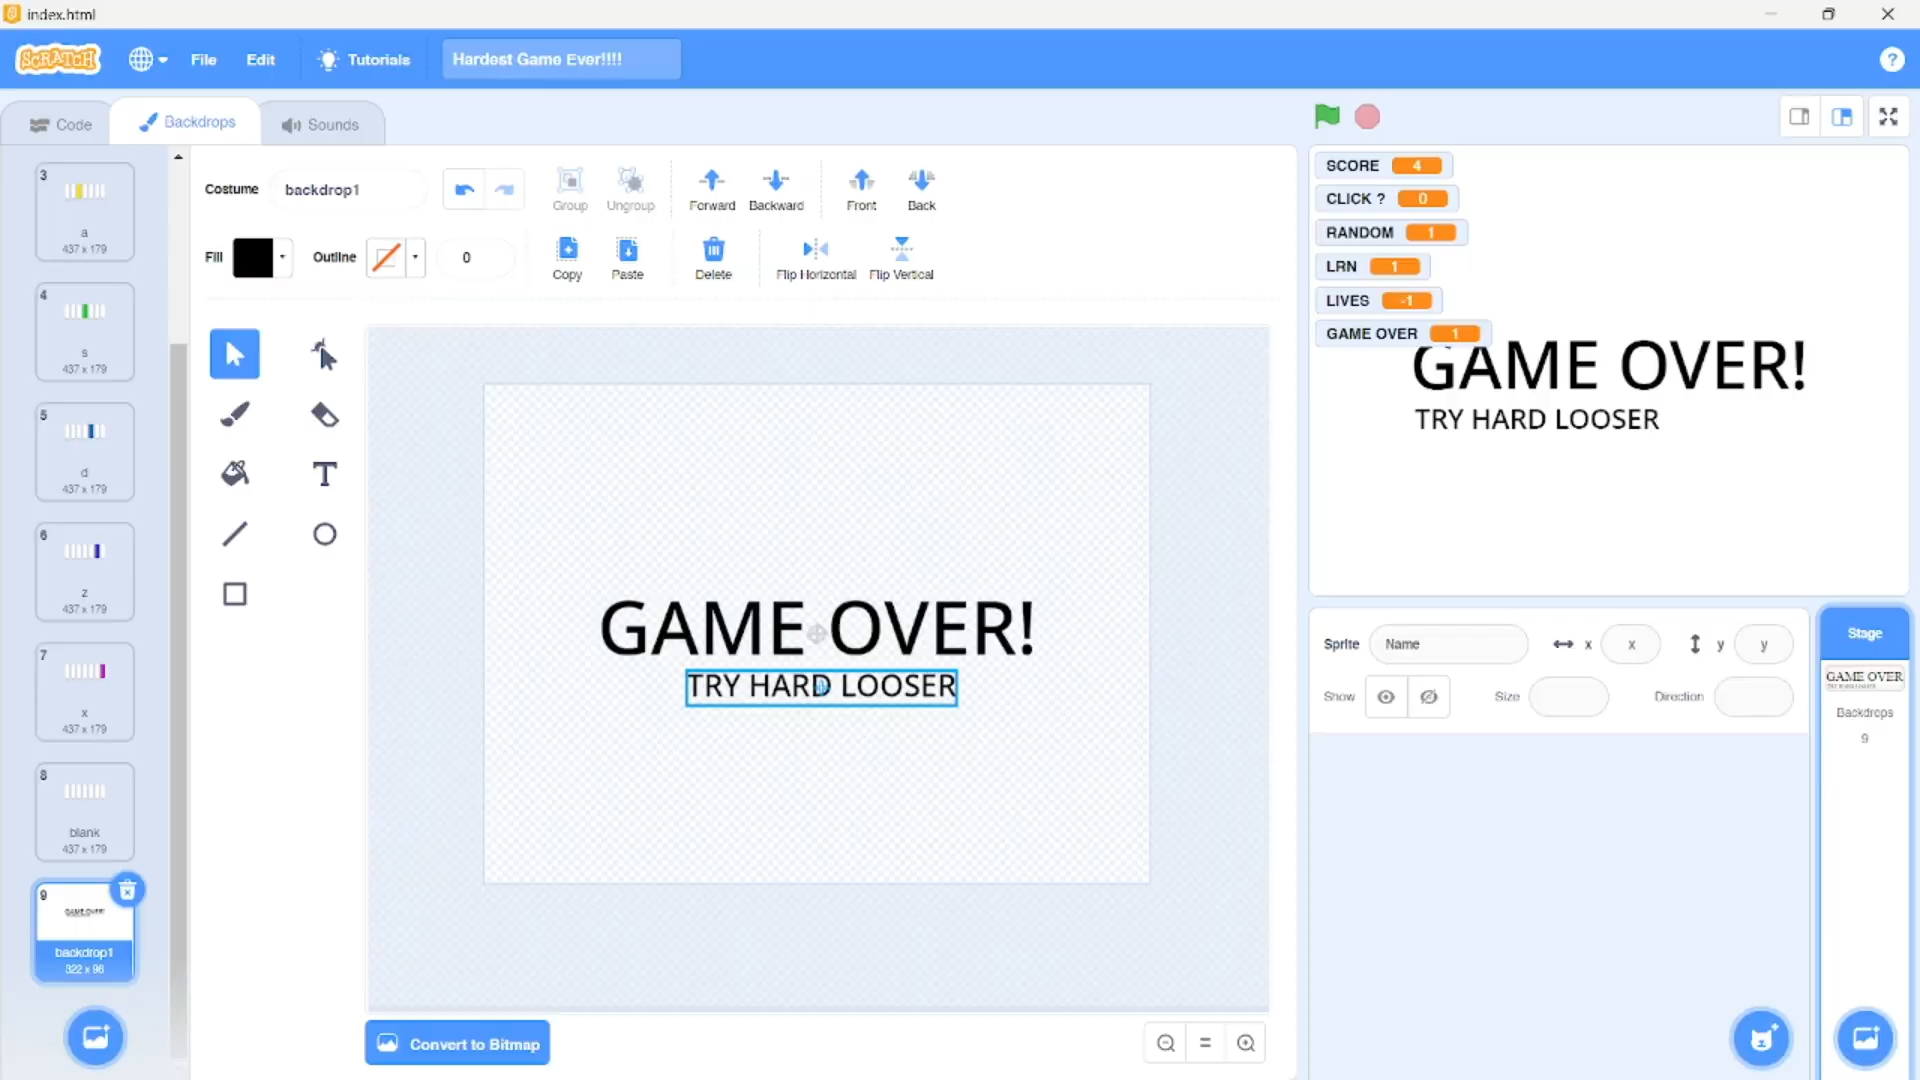 index.html
SCRATCH File Edit Tutorials Hardest Game Ever!!!! ?
Code Backdrops Sounds
3
a
437 x 179
4
s
437 x 179
5
d
437 x 179
6
z
437 x 179
7
x
437 x 179
8
blank
437 x 179
9
GAME OVER!
backdrop1
322 x 96
Costume backdrop1
Group Ungroup Forward Backward Front Back
Fill Outline 0
Copy Paste Delete Flip Horizontal Flip Vertical
T
GAME OVER!
TRY HARD LOOSER
Convert to Bitmap
SCORE 4
CLICK ? 0
RANDOM 1
LRN 1
LIVES -1
GAME OVER 1
GAME OVER!
TRY HARD LOOSER
Sprite Name x x y y
Show Size Direction
Stage
GAME OVER
Backdrops
9